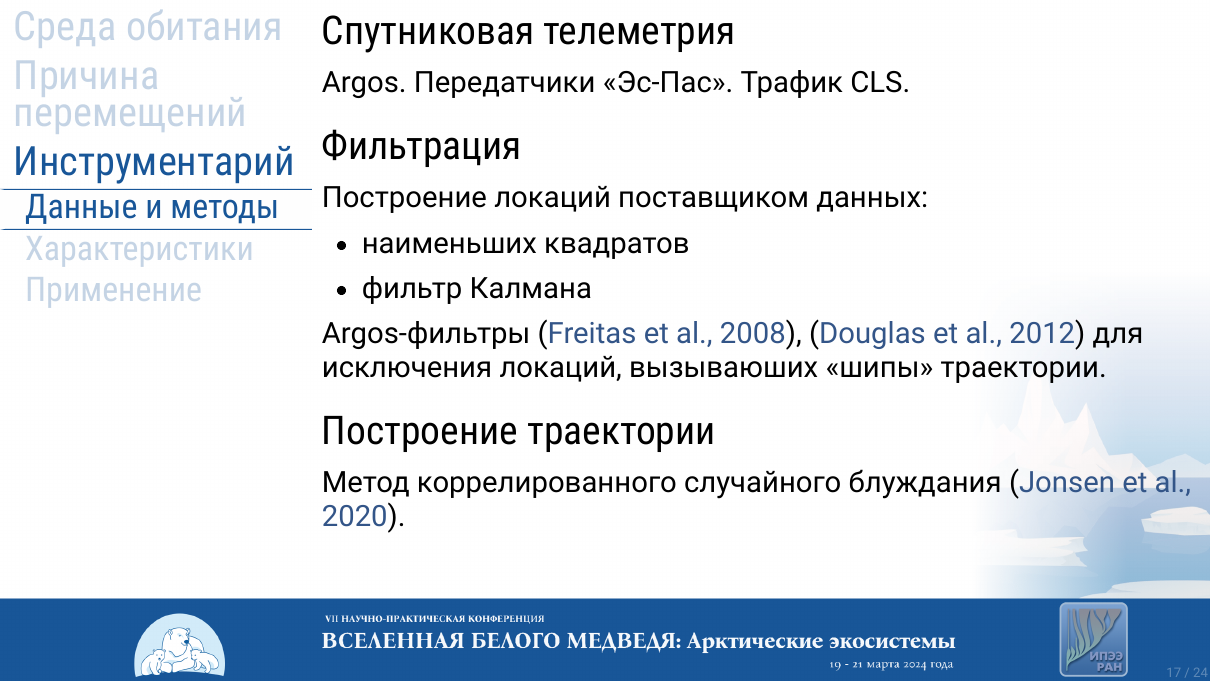 Среда обитания
Причина
перемещений
Инструментарий
Данные и методы
Характеристики
Применение
Спутниковая телеметрия
Argos. Передатчики «Эс-Пас». Трафик CLS.
Фильтрация
Построение локаций поставщиком данных:
• наименьших квадратов
• фильтр Калмана
Argos-фильтры (Freitas et al., 2008), (Douglas et al., 2012) для
исключения локаций, вызываюших «шипы» траектории.
Построение траектории
Метод коррелированного случайного блуждания (Jonsen et al.,
2020).
VII НАУЧНО-ПРАКТИЧЕСКАЯ КОНФЕРЕНЦИЯ
ВСЕЛЕННАЯ БЕЛОГО МЕДВЕДЯ: Арктические экосистемы
19 - 21 марта 2024 года
ИПЭЭ
РАН
17 / 24